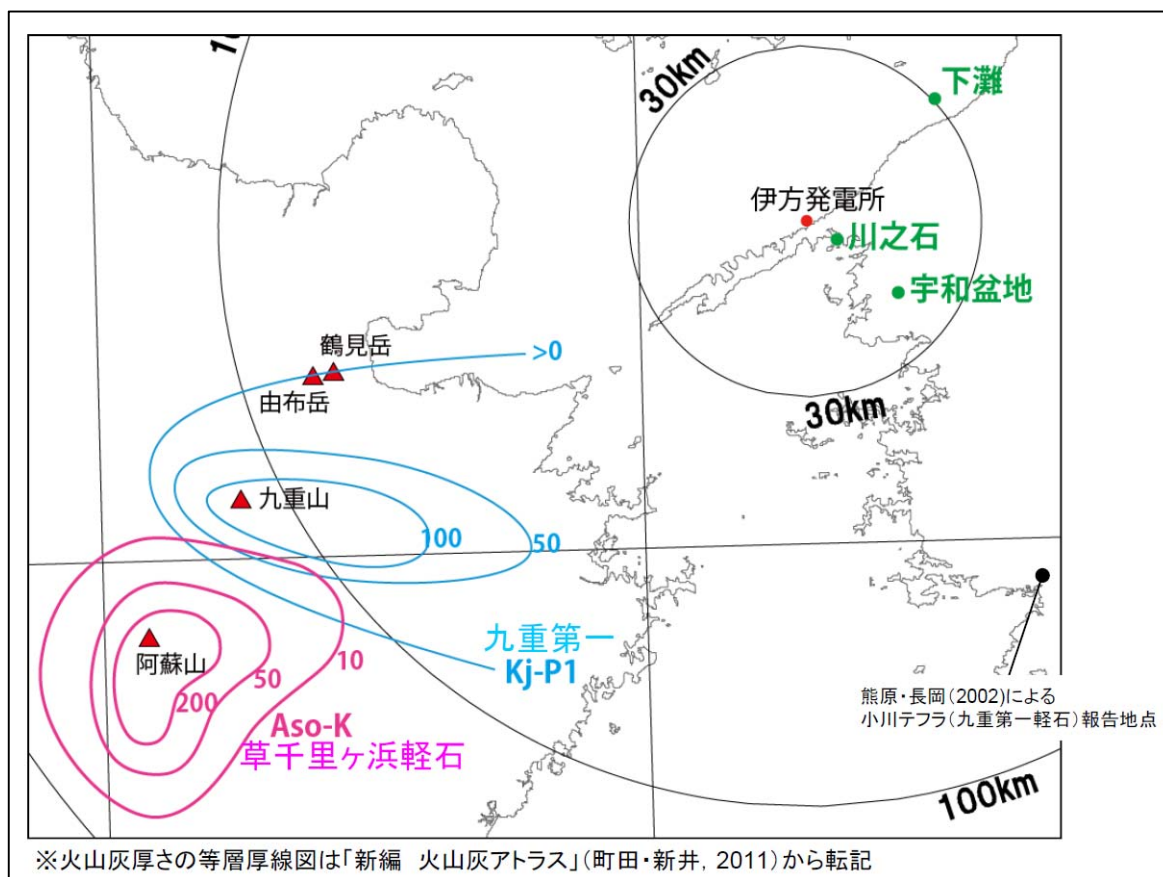 10
30km
下灘
伊方発電所
川之石
宇和盆地
鶴見岳
>0
由布岳
30km
九重山
100
50
九重第一
Kj-P1
阿蘇山
10
50
200
Aso-K
草千里ヶ浜軽石
熊原・長岡(2002)による
小川テフラ(九重第一軽石)報告地点
100km
※火山灰厚さの等層厚線図は「新編　火山灰アトラス」(町田・新井, 2011)から転記